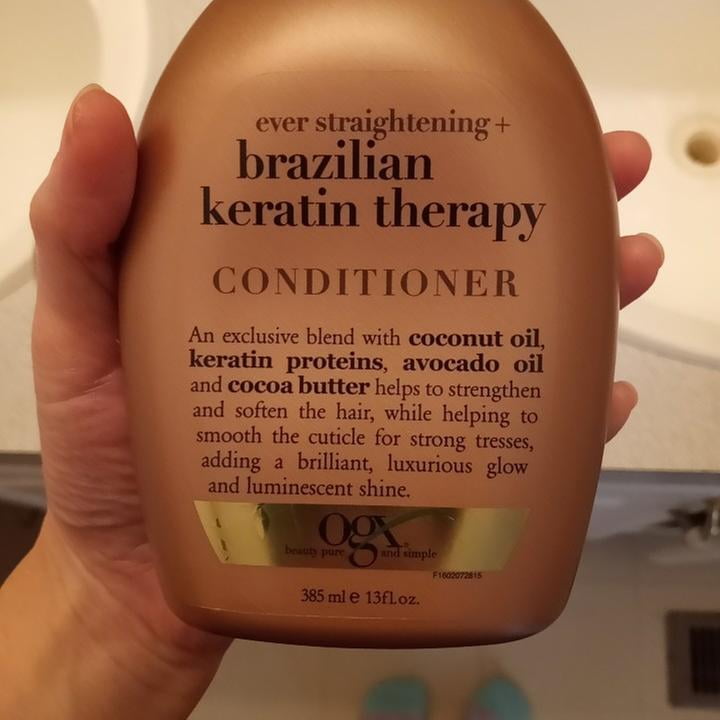 ever straightening +
brazilian
keratin therapy
CONDITIONER
An exclusive blend with coconut oil,
keratin proteins, avocado oil
and cocoa butter helps to strengthen
and soften the hair, while helping to
smooth the cuticle for strong tresses,
adding a brilliant, luxurious glow
and luminescent shine.
ogx®
beauty pure and simple
F1602072815
385 ml e 13fl.oz.